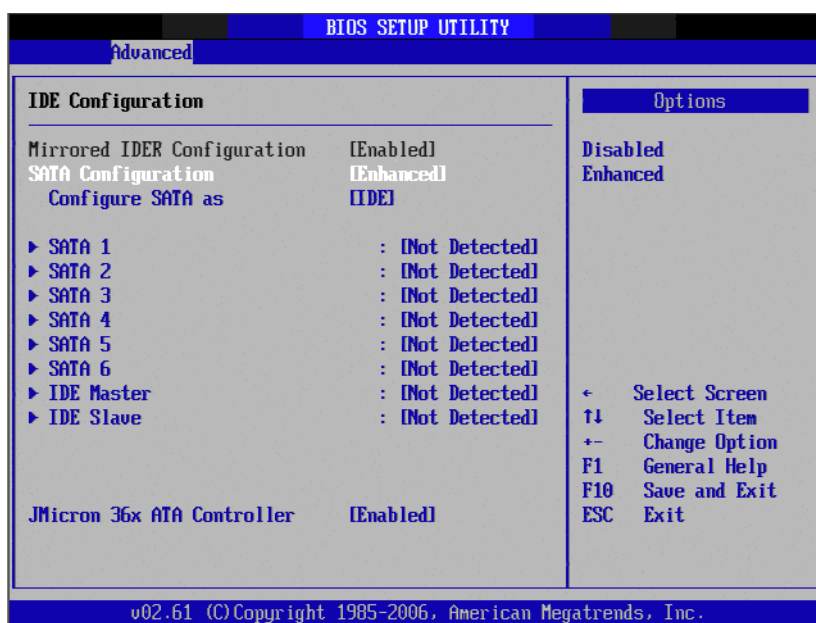 BIOS SETUP UTILITY
Advanced
IDE Configuration
Mirrored IDER Configuration [Enabled]
SATA Configuration [Enhanced]
Configure SATA as [IDE]
SATA 1 : [Not Detected]
SATA 2 : [Not Detected]
SATA 3 : [Not Detected]
SATA 4 : [Not Detected]
SATA 5 : [Not Detected]
SATA 6 : [Not Detected]
IDE Master : [Not Detected]
IDE Slave : [Not Detected]
JMicron 36x ATA Controller [Enabled]
Options
Disabled
Enhanced
← Select Screen
↑↓ Select Item
+- Change Option
F1 General Help
F10 Save and Exit
ESC Exit
v02.61 (C)Copyright 1985-2006, American Megatrends, Inc.